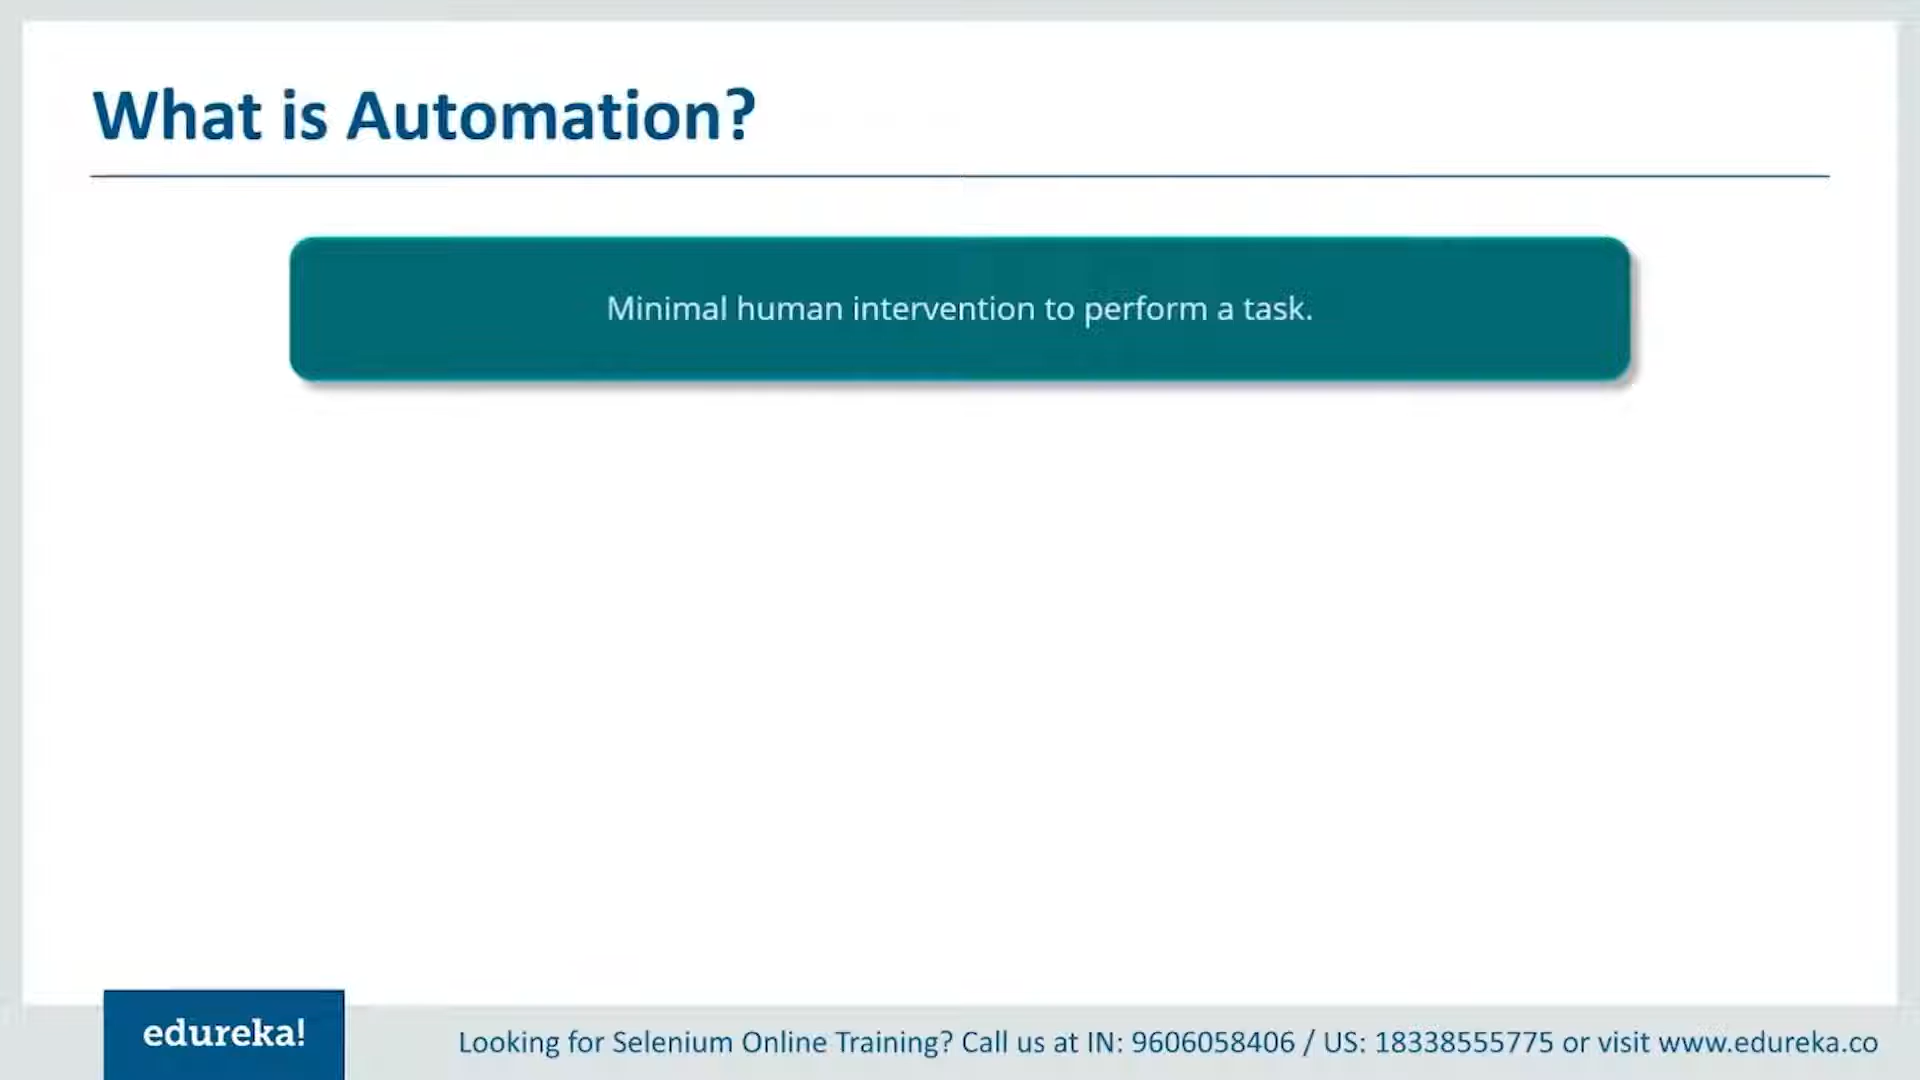 What is Automation?
Minimal human intervention to perform a task.
edureka!
Looking for Selenium Online Training? Call us at IN: 9606058406 / US: 18338555775 or visit www.edureka.co